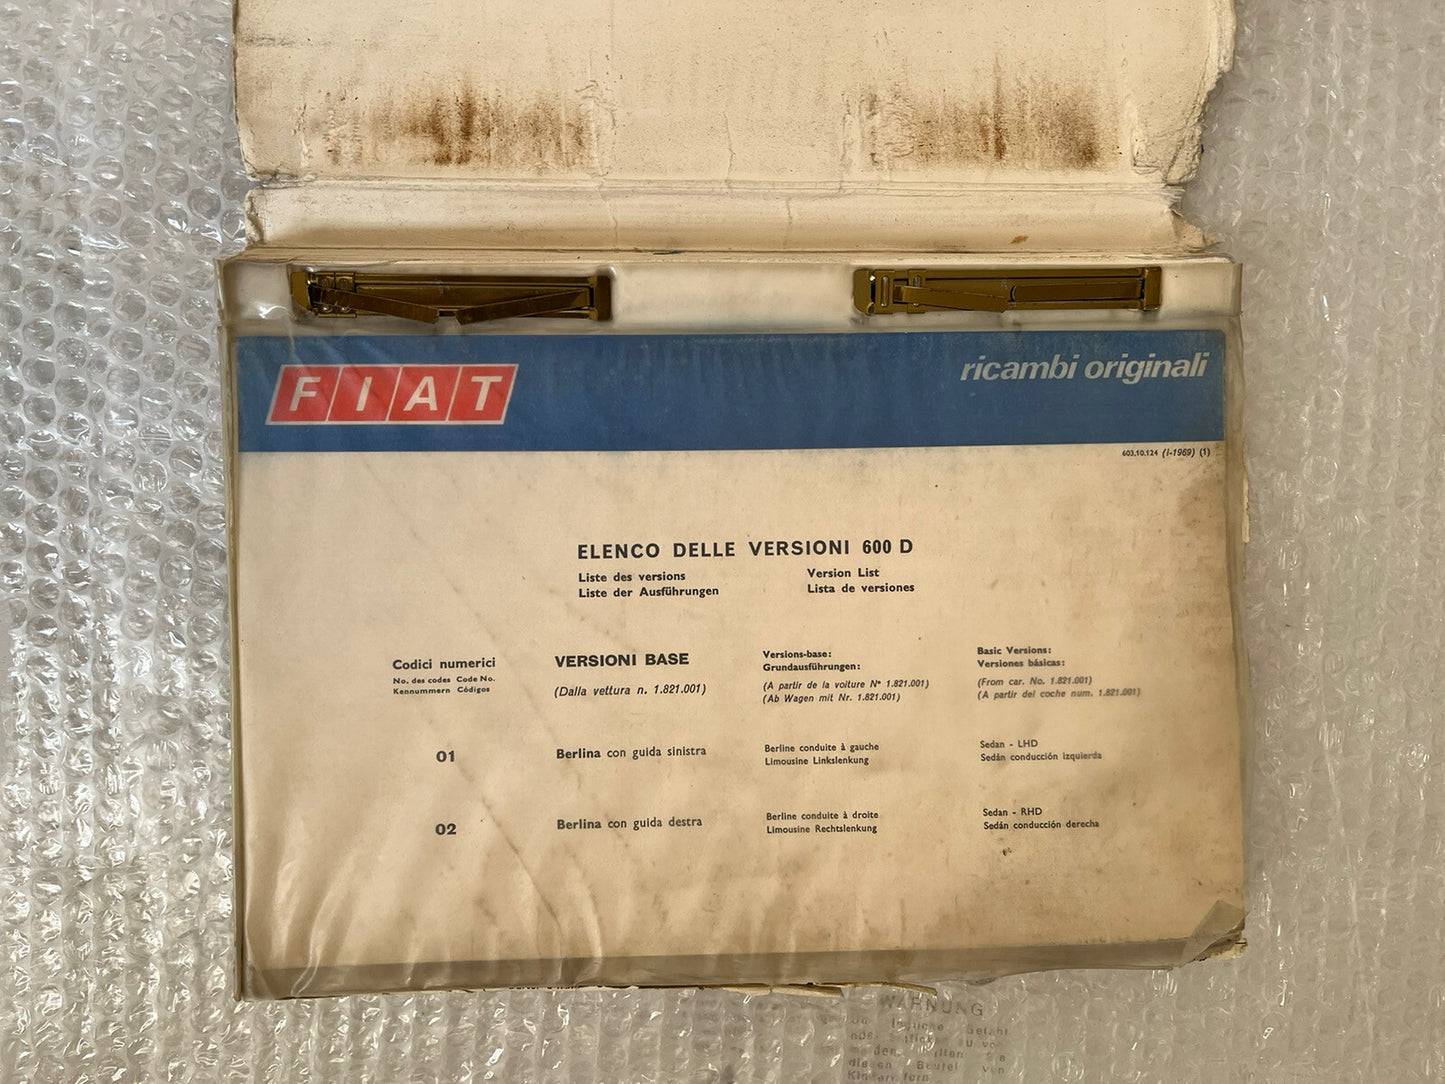 FIAT
ricambi originali
603.10.124 (I-1969) (1)
ELENCO DELLE VERSIONI 600 D
Liste des versions
Liste der Ausführungen
Version List
Lista de versiones
Codici numerici
No. des codes Code No.
Kennummern Códigos
VERSIONI BASE
(Dalla vettura n. 1.821.001)
Versions-base:
Grundausführungen:
(A partir de la voiture N° 1.821.001)
(Ab Wagen mit Nr. 1.821.001)
Basic Versions:
Versiones básicas:
(From car. No. 1.821.001)
(A partir del coche num. 1.821.001)
01
Berlina con guida sinistra
Berline conduite à gauche
Limousine Linkslenkung
Sedan - LHD
Sedán conducción izquierda
02
Berlina con guida destra
Berline conduite à droite
Limousine Rechtslenkung
Sedan - RHD
Sedán conducción derecha
WARNUNG